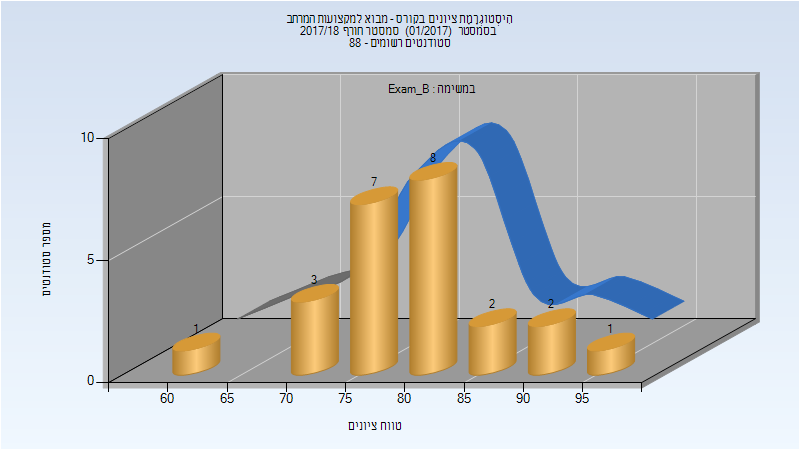 היסטוגרמת ציונים בקורס - מבוא למקצועות המרחב
בסמסטר (01/2017) סמסטר חורף 2017/18
סטודנטים רשומים - 88
במשימה : Exam_B
10
5
0
מספר סטודנטים
1
3
7
8
2
2
1
60 65 70 75 80 85 90 95
טווח ציונים